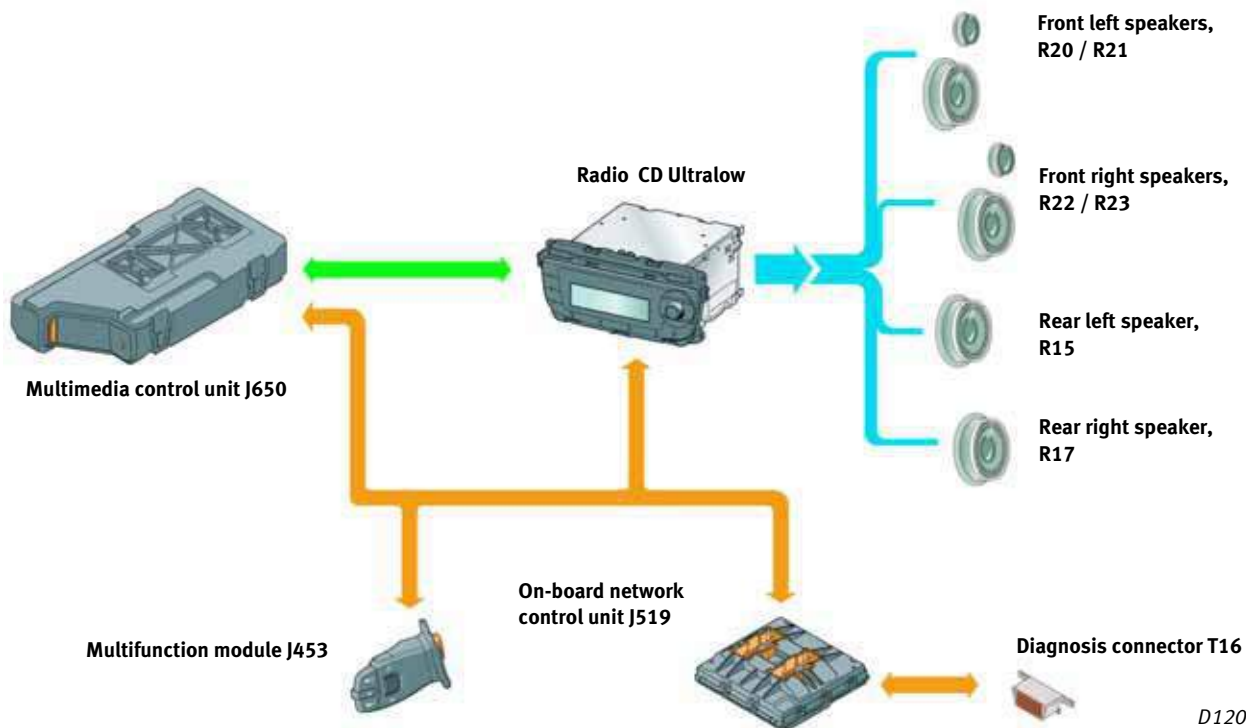 Front left speakers,
R20 / R21
Radio CD Ultralow
Front right speakers,
R22 / R23
Rear left speaker,
R15
Multimedia control unit J650
Rear right speaker,
R17
On-board network
control unit J519
Multifunction module J453
Diagnosis connector T16
D120